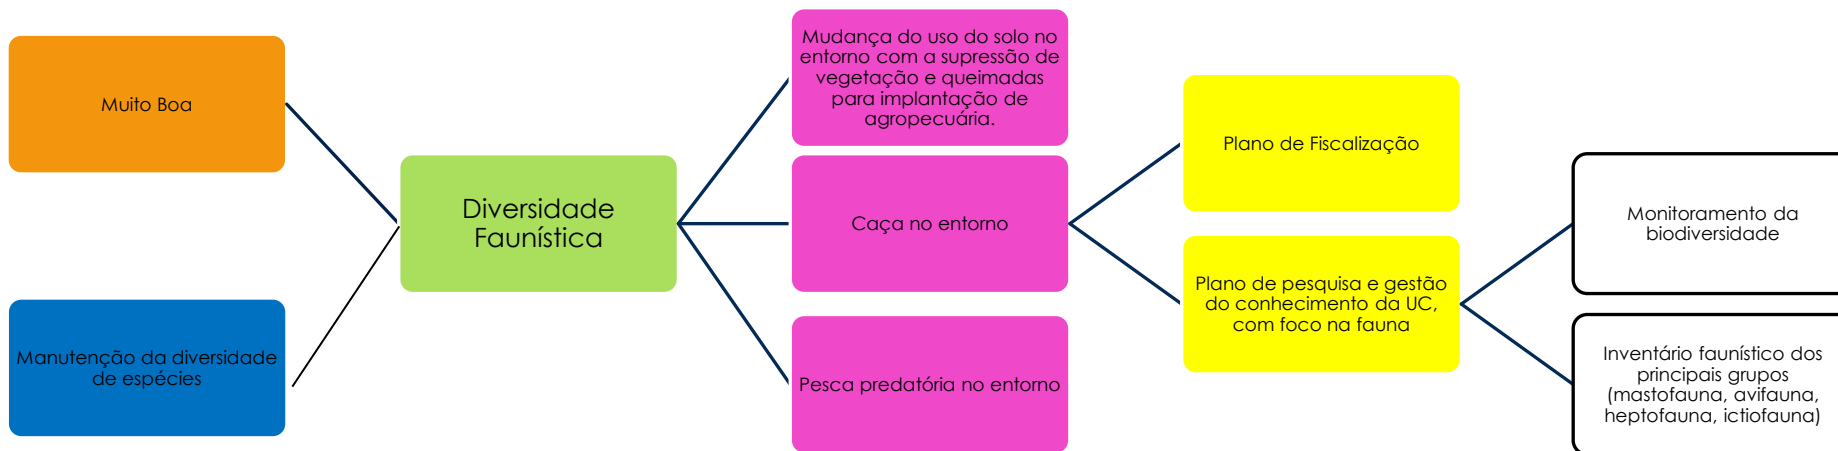 Muito Boa
Manutenção da diversidade
de espécies
Diversidade
Faunística
Mudança do uso do solo no
entorno com a supressão de
vegetação e queimadas
para implantação de
agropecuária.
Caça no entorno
Pesca predatória no entorno
Plano de Fiscalização
Plano de pesquisa e gestão
do conhecimento da UC,
com foco na fauna
Monitoramento da
biodiversidade
Inventário faunístico dos
principais grupos
(mastofauna, avifauna,
heptofauna, ictiofauna)